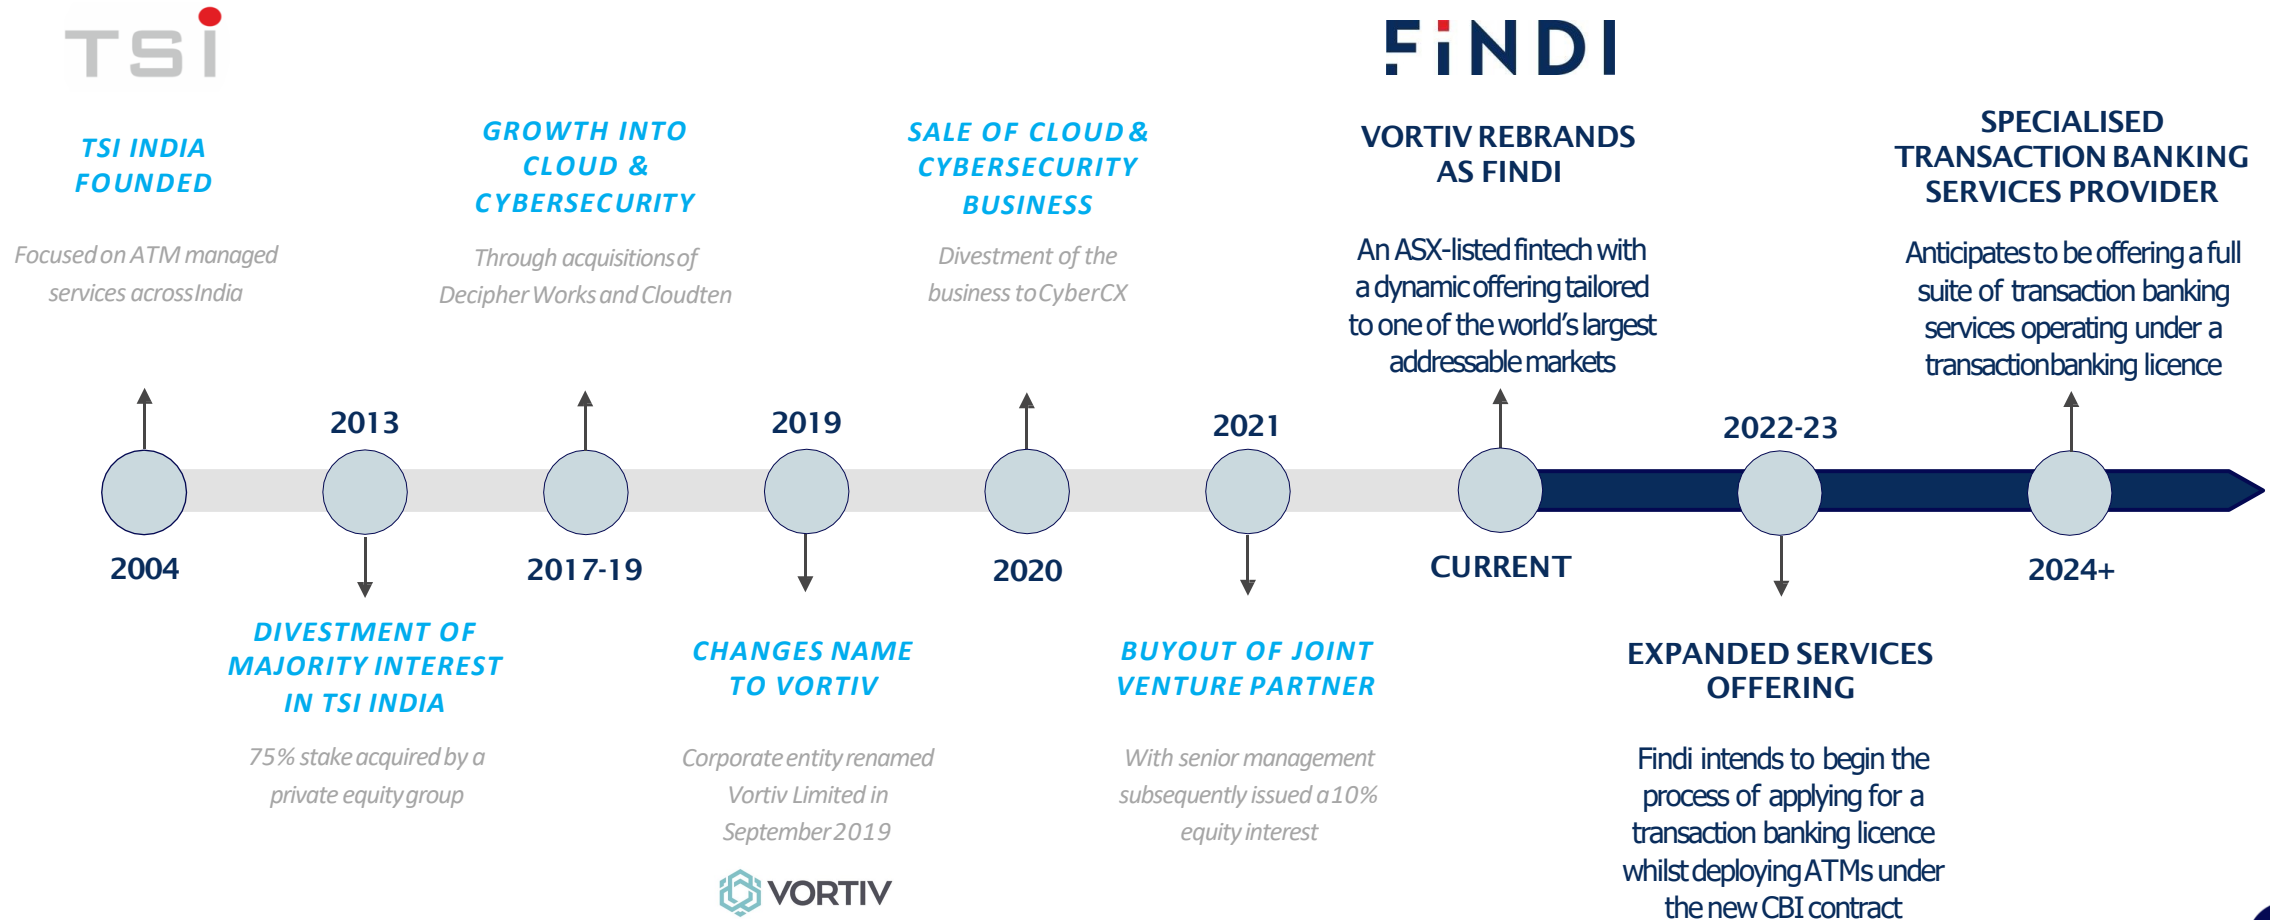 TSi
TSI INDIA
FOUNDED
Focused on ATM managed
services across India
2004
2013
DIVESTMENT OF
MAJORITY INTEREST
IN TSI INDIA
75% stake acquired by a
private equity group
GROWTH INTO
CLOUD &
CYBERSECURITY
Through acquisitions of
Decipher Works and Cloudten
2017-19
2019
CHANGES NAME
TO VORTIV
Corporate entity renamed
Vortiv Limited in
September 2019
VORTIV
SALE OF CLOUD &
CYBERSECURITY
BUSINESS
Divestment of the
business to CyberCX
2020
2021
BUYOUT OF JOINT
VENTURE PARTNER
With senior management
subsequently issued a 10%
equity interest
FiNDI
VORTIV REBRANDS
AS FINDI
An ASX-listed fintech with
a dynamic offering tailored
to one of the world's largest
addressable markets
CURRENT
2022-23
EXPANDED SERVICES
OFFERING
Findi intends to begin the
process of applying for a
transaction banking licence
whilst deploying ATMs under
the new CBI contract
SPECIALISED
TRANSACTION BANKING
SERVICES PROVIDER
Anticipates to be offering a full
suite of transaction banking
services operating under a
transaction banking licence
2024+